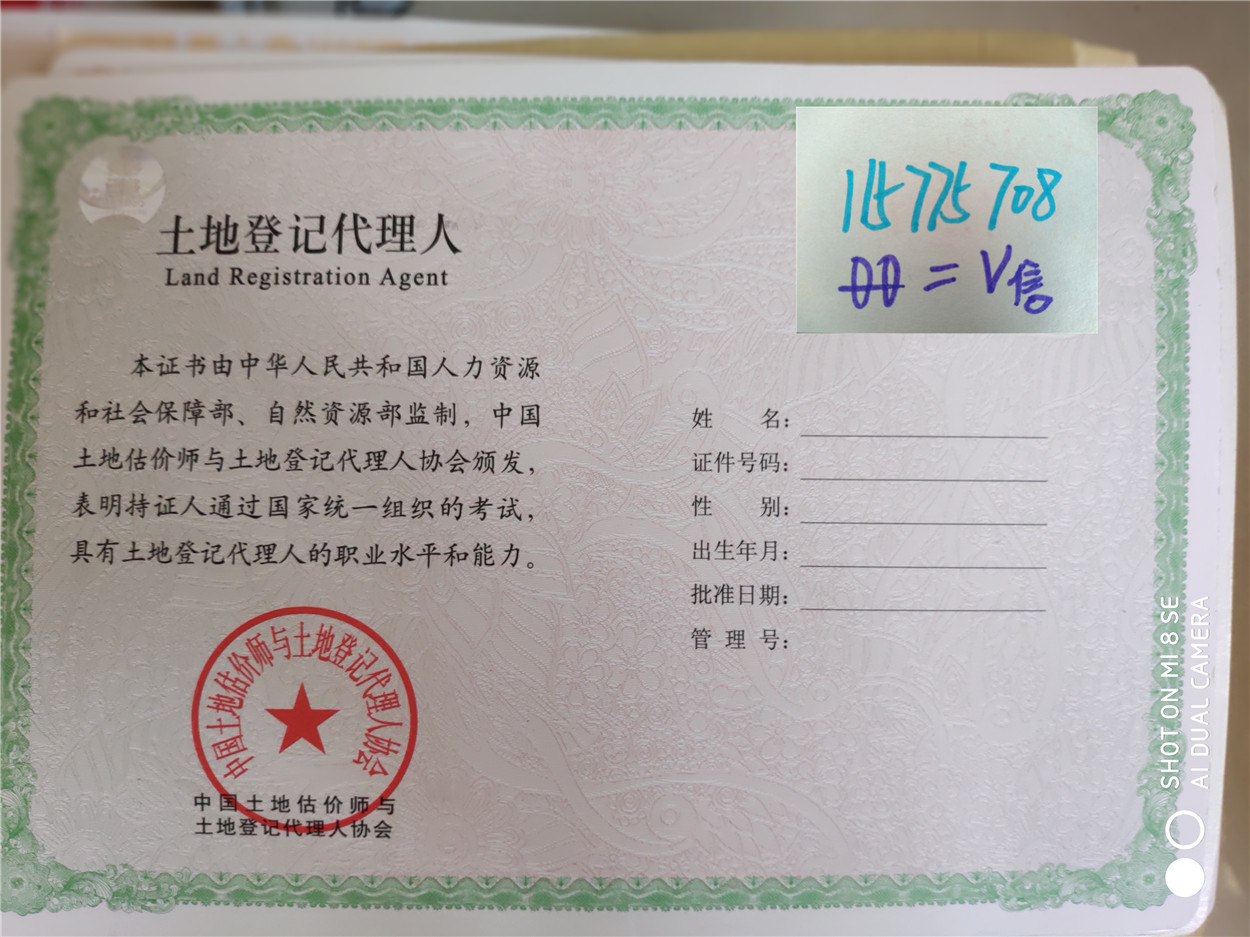 土地登记代理人
Land Registration Agent
本证书由中华人民共和国人力资源
和社会保障部、自然资源部监制，中国
土地估价师与土地登记代理人协会颁发，
表明持证人通过国家统一组织的考试，
具有土地登记代理人的职业水平和能力。
中国土地估价师与土地登记代理人协会
中国土地估价师与
土地登记代理人协会
115775708
= V信
姓名：
证件号码：
性别：
出生年月：
批准日期：
管理号：
SHOT ON MI 8 SE
AI DUAL CAMERA